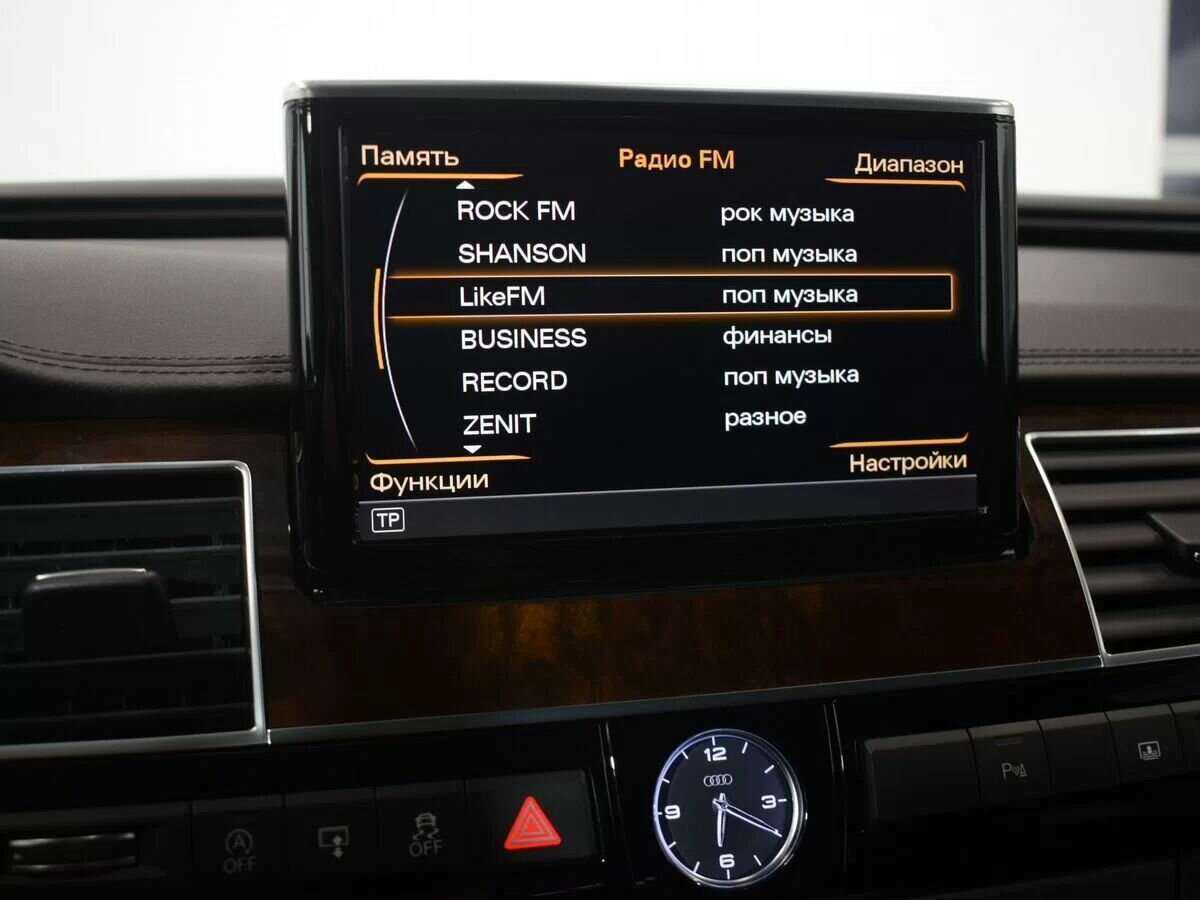 Память Радио FM Диапазон
ROCK FM рок музыка
SHANSON поп музыка
LikeFM поп музыка
BUSINESS финансы
RECORD поп музыка
ZENIT разное
Функции Настройки
TP
12
9 3
6
A
OFF
OFF
P